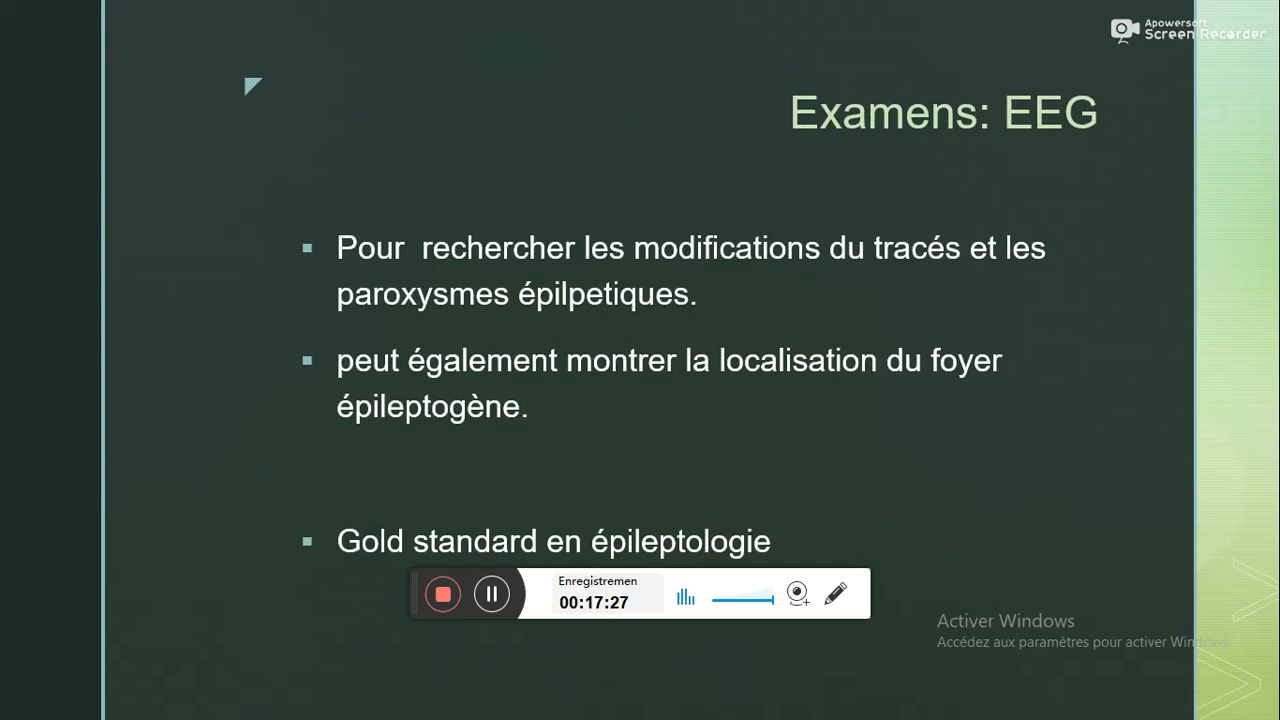 Apowersoft
Screen Recorder
Examens: EEG
Pour rechercher les modifications du tracés et les
paroxysmes épilpetiques.
peut également montrer la localisation du foyer
épileptogène.
Gold standard en épileptologie
Enregistremen
00:17:27
Activer Windows
Accédez aux paramètres pour activer Windows.